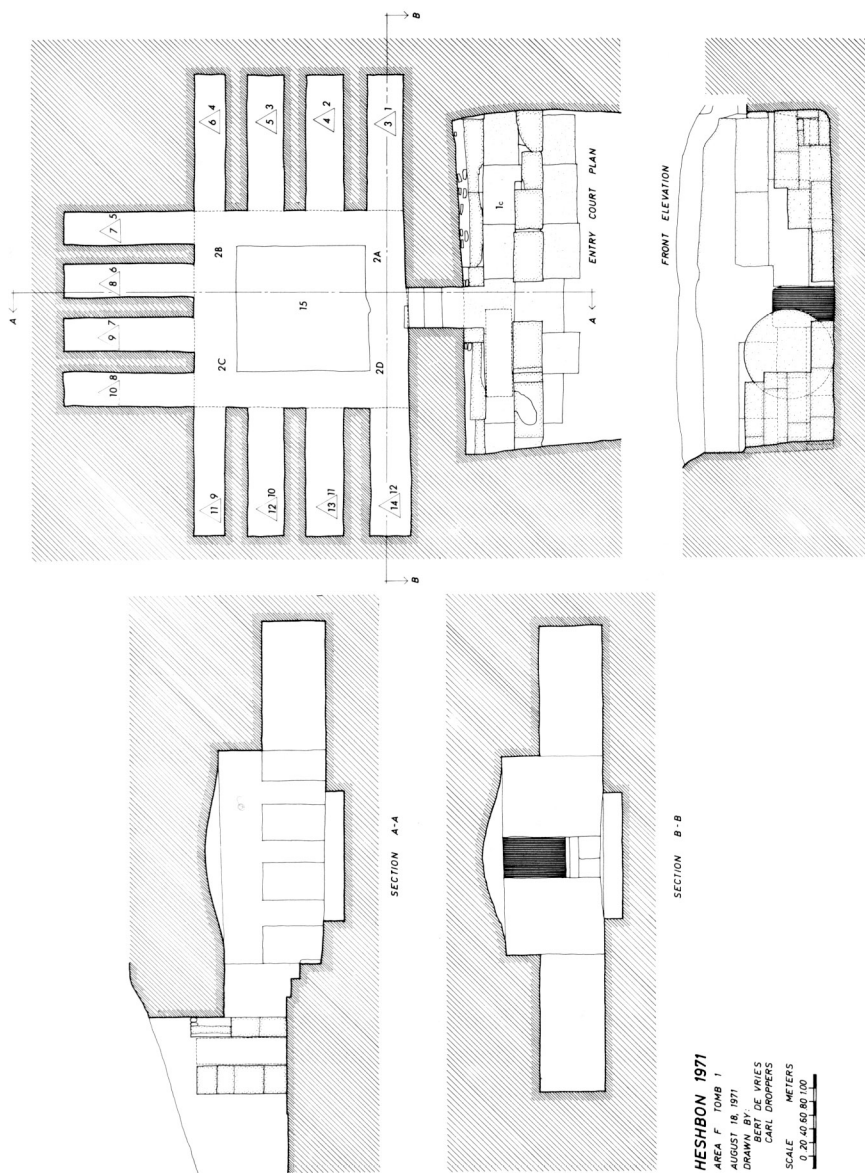 A
A
B
B
6 4
5 3
4 2
3 1
7 5
8 6
9 7
10 8
2B
2A
15
2C
2D
11 9
12 10
13 11
14 12
1c
A
ENTRY COURT PLAN
FRONT ELEVATION
SECTION A-A
SECTION B-B
HESHBON 1971
AREA F TOMB 1
AUGUST 18, 1971
DRAWN BY:
BERT DE VRIES
CARL DROPPERS
SCALE METERS
0 .20 .40 .60 .80 1.00